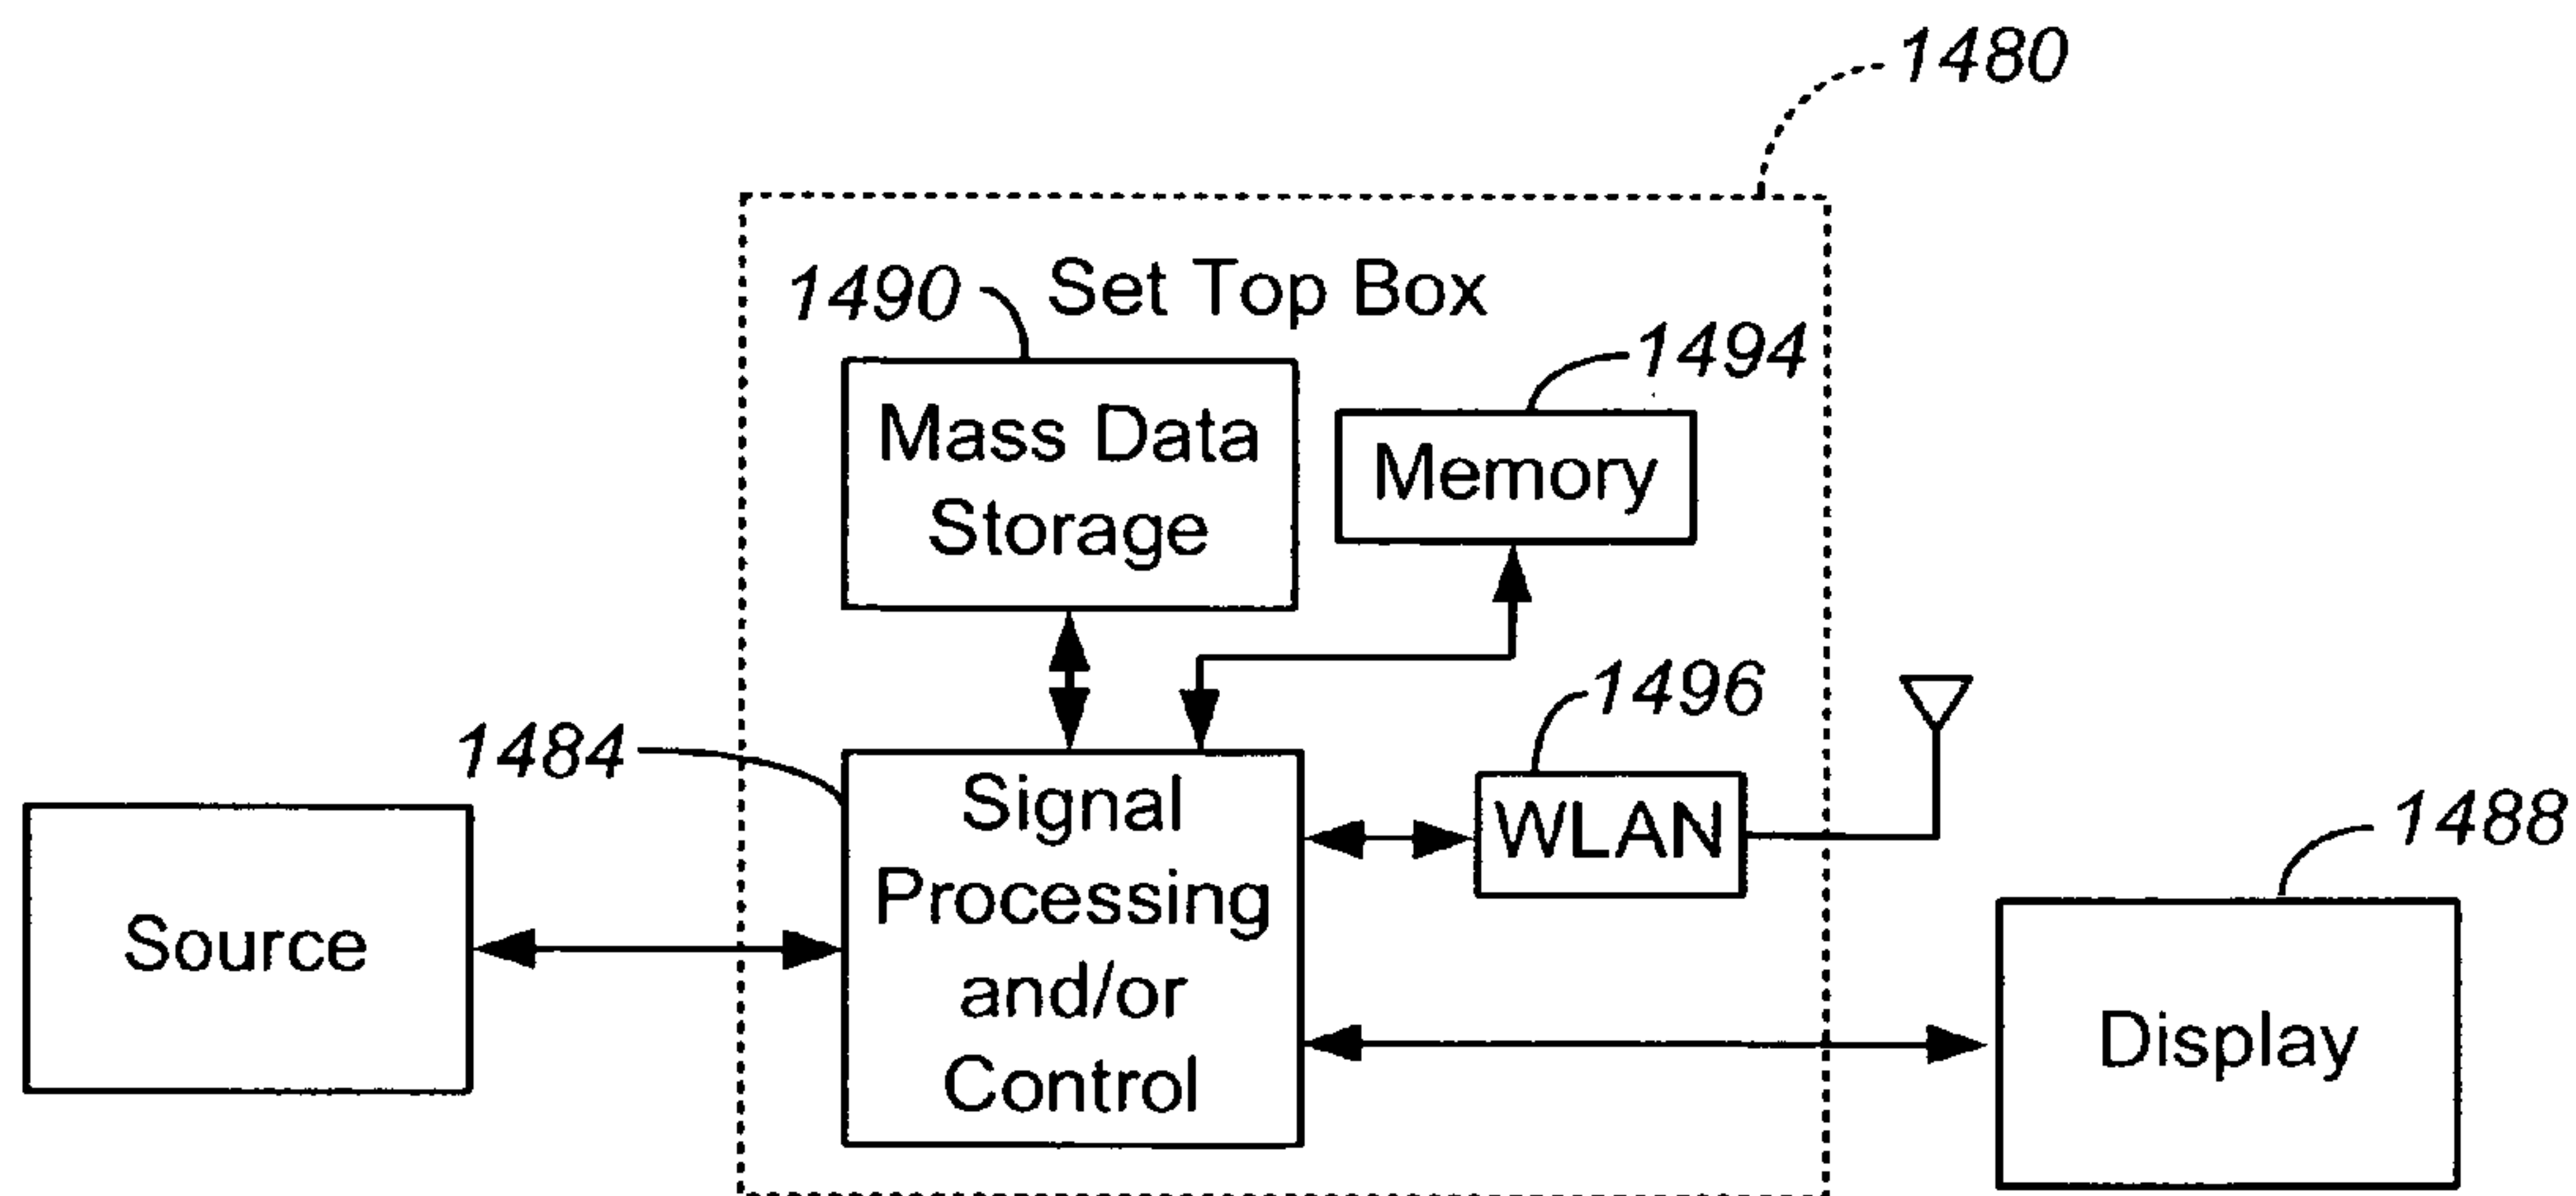 1480
Set Top Box
1490
1494
Mass Data
Storage
Memory
1496
1484
Signal
Processing
and/or
Control
WLAN
1488
Source
Display